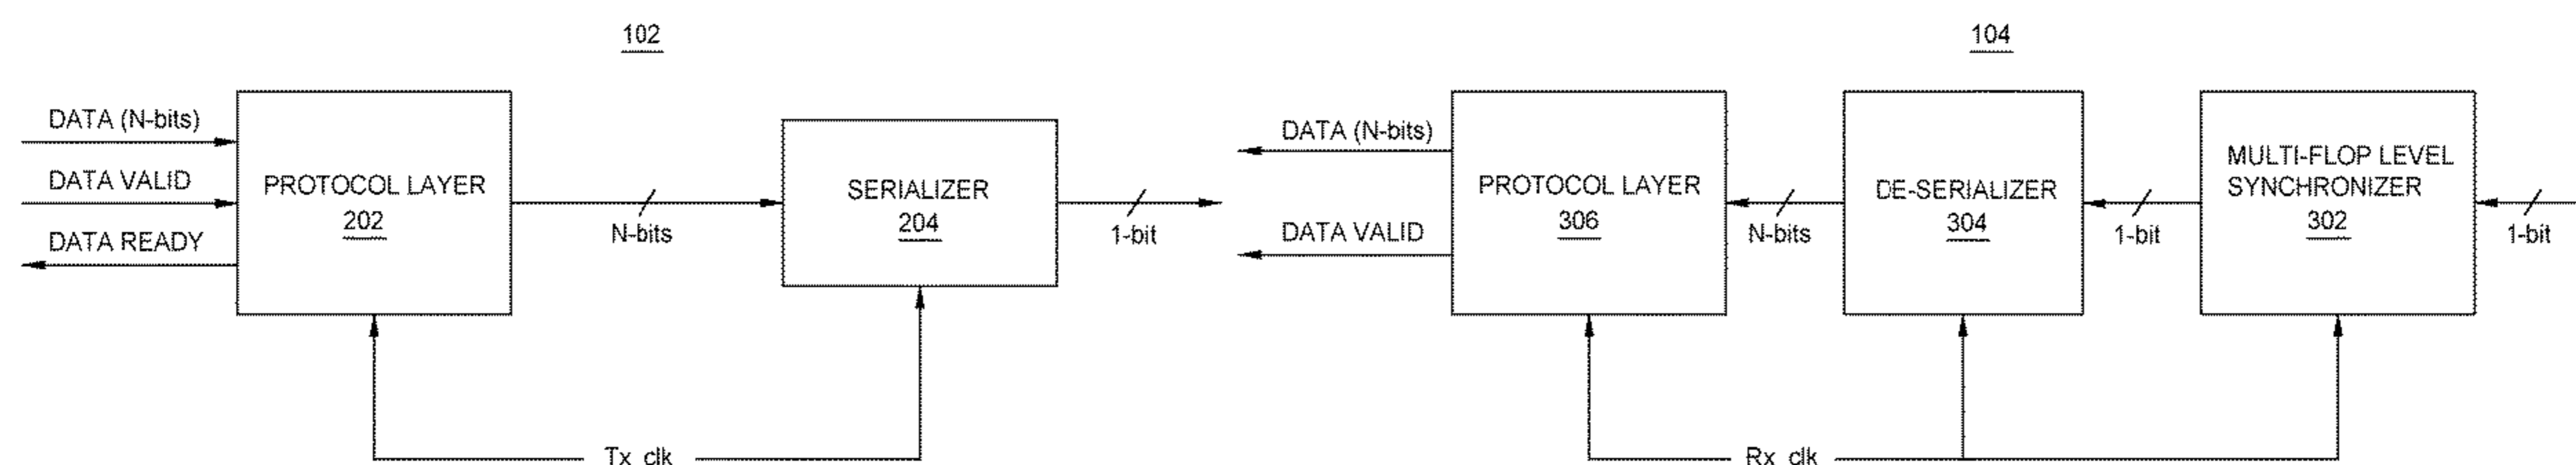 102
DATA (N-bits)
DATA VALID
DATA READY
PROTOCOL LAYER
202
N-bits
SERIALIZER
204
1-bit
Tx_clk
104
DATA (N-bits)
DATA VALID
PROTOCOL LAYER
306
N-bits
DE-SERIALIZER
304
1-bit
MULTI-FLOP LEVEL
SYNCHRONIZER
302
1-bit
Rx_clk